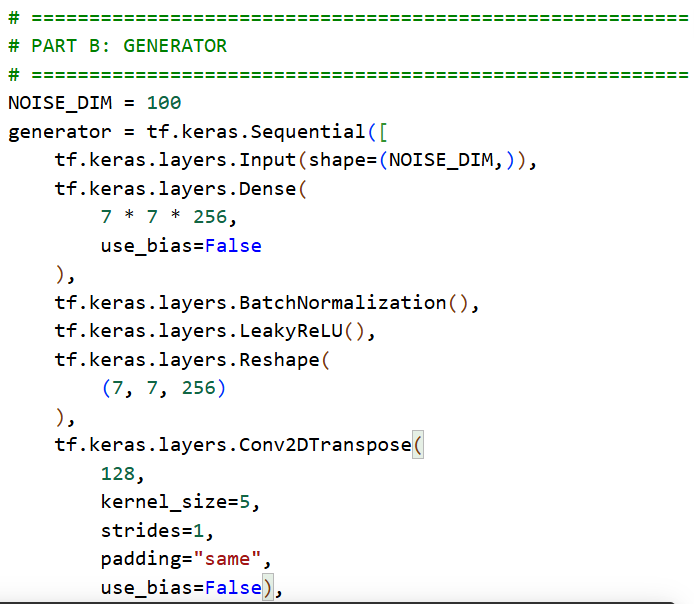 # =========================================================
# PART B: GENERATOR
# =========================================================
NOISE_DIM = 100
generator = tf.keras.Sequential([
    tf.keras.layers.Input(shape=(NOISE_DIM,)),
    tf.keras.layers.Dense(
        7 * 7 * 256,
        use_bias=False
    ),
    tf.keras.layers.BatchNormalization(),
    tf.keras.layers.LeakyReLU(),
    tf.keras.layers.Reshape(
        (7, 7, 256)
    ),
    tf.keras.layers.Conv2DTranspose(
        128,
        kernel_size=5,
        strides=1,
        padding="same",
        use_bias=False),